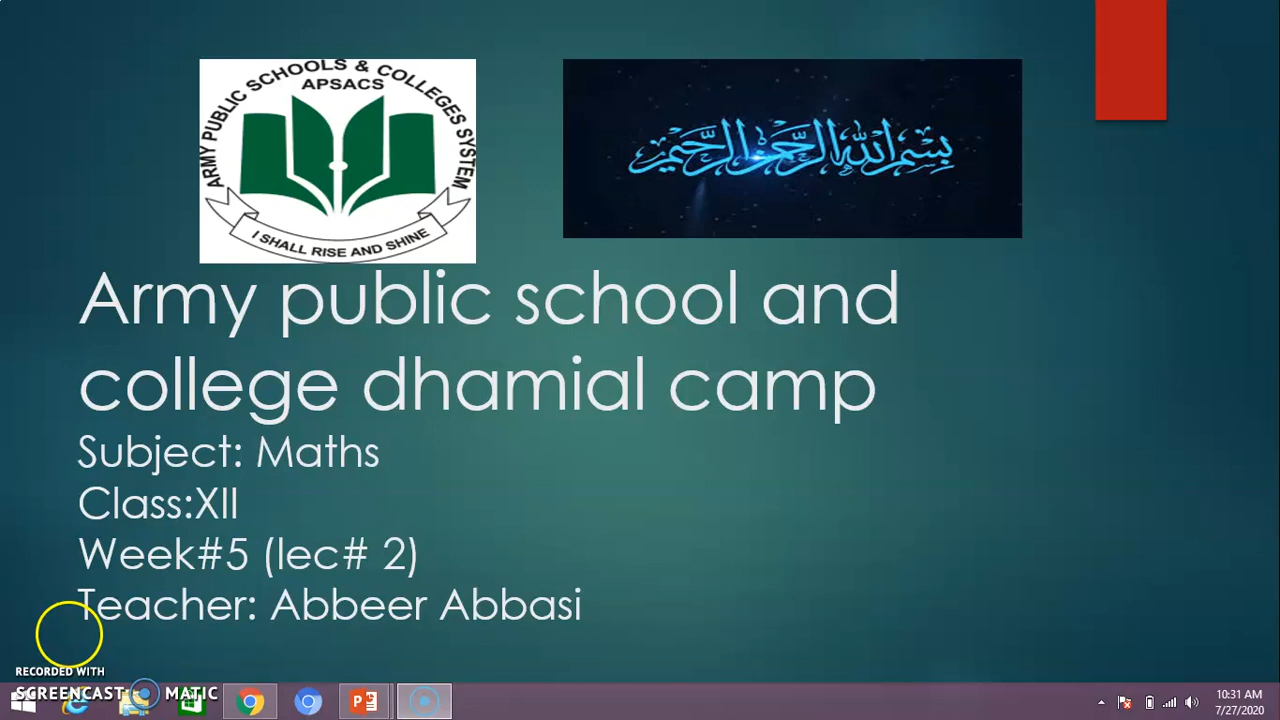 ARMY PUBLIC SCHOOLS & COLLEGES SYSTEM
APSACS
I SHALL RISE AND SHINE
بسم الله الرحمن الرحيم
Army public school and
college dhamial camp
Subject: Maths
Class:XII
Week#5 (lec# 2)
Teacher: Abbeer Abbasi
RECORDED WITH
SCREENCAST MATIC
10:31 AM
7/27/2020